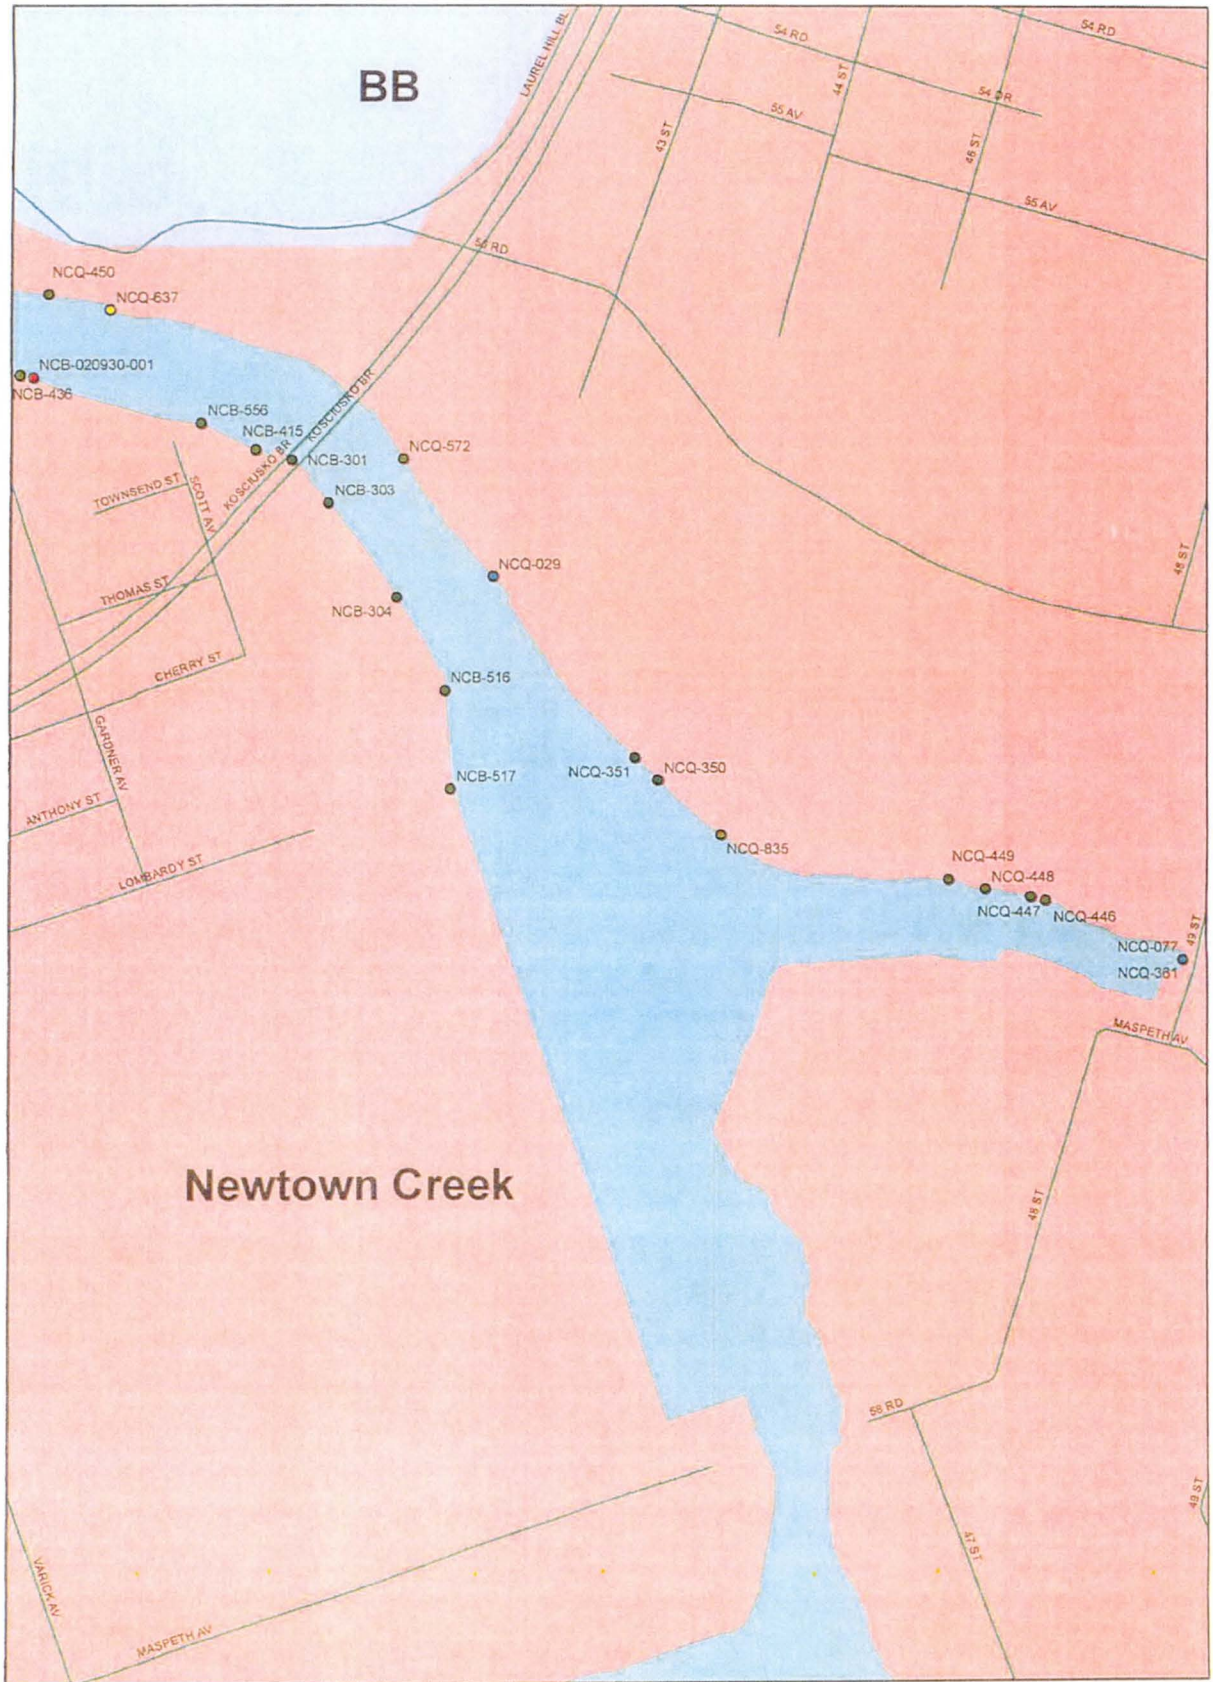 BB
LAUREL HILL BL
54 RD
54 RD
44 ST
54 DR
55 AV
43 ST
46 ST
55 AV
NCQ-450
NCQ-637
NCB-020930-001
NCB-436
NCB-556
NCB-415
KOSCIUSKO BR
KOSCIUSKO BR
NCB-301
NCQ-572
TOWNSEND ST
SCOTT AV
NCB-303
NCQ-029
48 ST
THOMAS ST
NCB-304
CHERRY ST
NCB-516
GARDNER AV
NCQ-351
NCQ-350
NCB-517
ANTHONY ST
NCQ-835
LOMBARDY ST
NCQ-449
NCQ-448
NCQ-447
NCQ-446
49 ST
NCQ-077
NCQ-361
MASPETH AV
Newtown Creek
48 ST
58 RD
49 ST
47 ST
VARICK AV
MASPETH AV